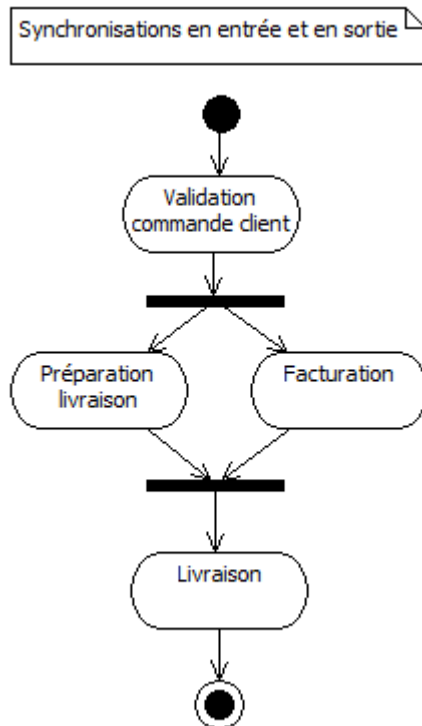 Synchronisations en entrée et en sortie
Validation
commande client
Préparation
livraison
Facturation
Livraison